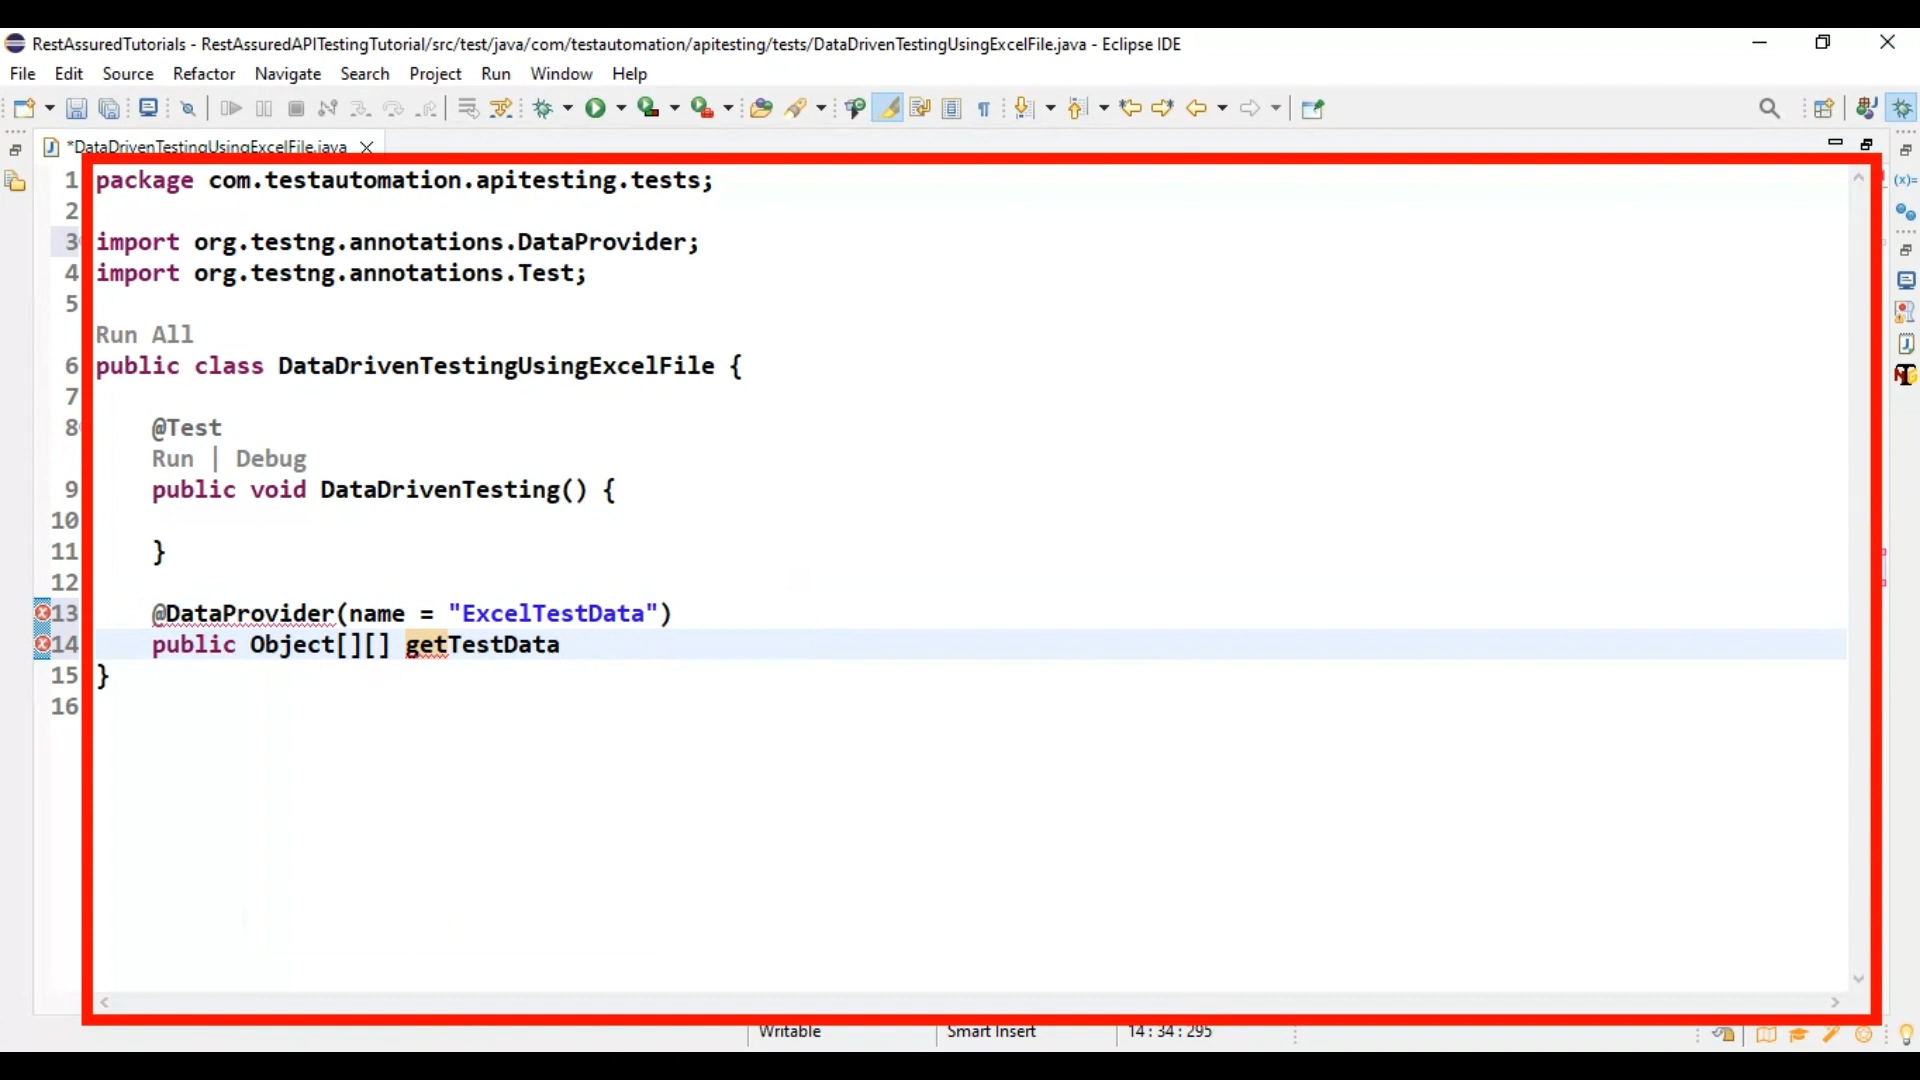 RestAssuredTutorials - RestAssuredAPITestingTutorial/src/test/java/com/testautomation/apitesting/tests/DataDrivenTestingUsingExcelFile.java - Eclipse IDE
File Edit Source Refactor Navigate Search Project Run Window Help
*DataDrivenTestingUsingExcelFile.java
1 package com.testautomation.apitesting.tests;
2
3 import org.testng.annotations.DataProvider;
4 import org.testng.annotations.Test;
5
Run All
6 public class DataDrivenTestingUsingExcelFile {
7
8 @Test
Run | Debug
9 public void DataDrivenTesting() {
10
11 }
12
13 @DataProvider(name = "ExcelTestData")
14 public Object[][] getTestData
15 }
16
Writable Smart Insert 14 : 34 : 295